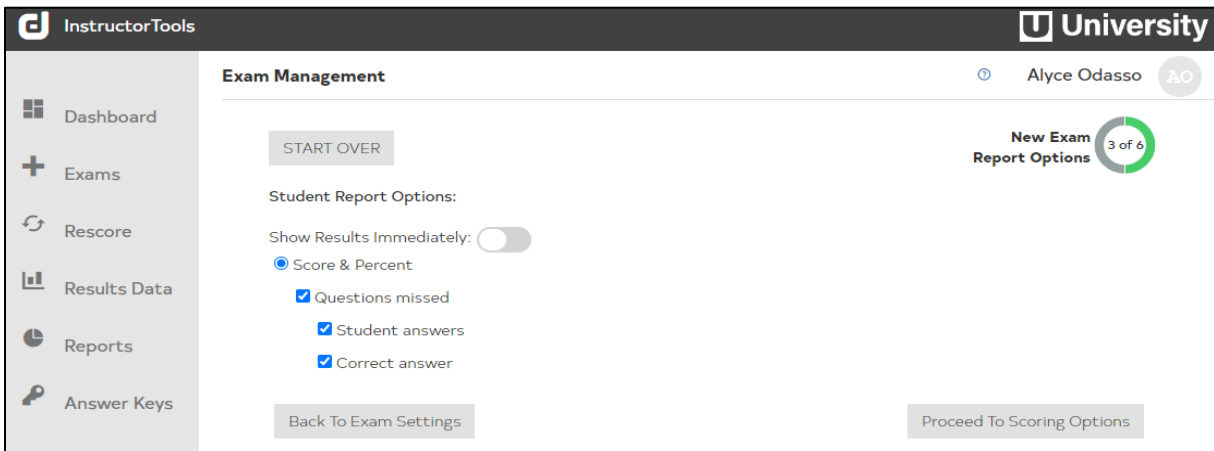 d InstructorTools
U University
Exam Management
? Alyce Odasso AO
Dashboard
Exams
Rescore
Results Data
Reports
Answer Keys
START OVER
New Exam
Report Options
3 of 6
Student Report Options:
Show Results Immediately:
Score & Percent
Questions missed
Student answers
Correct answer
Back To Exam Settings
Proceed To Scoring Options